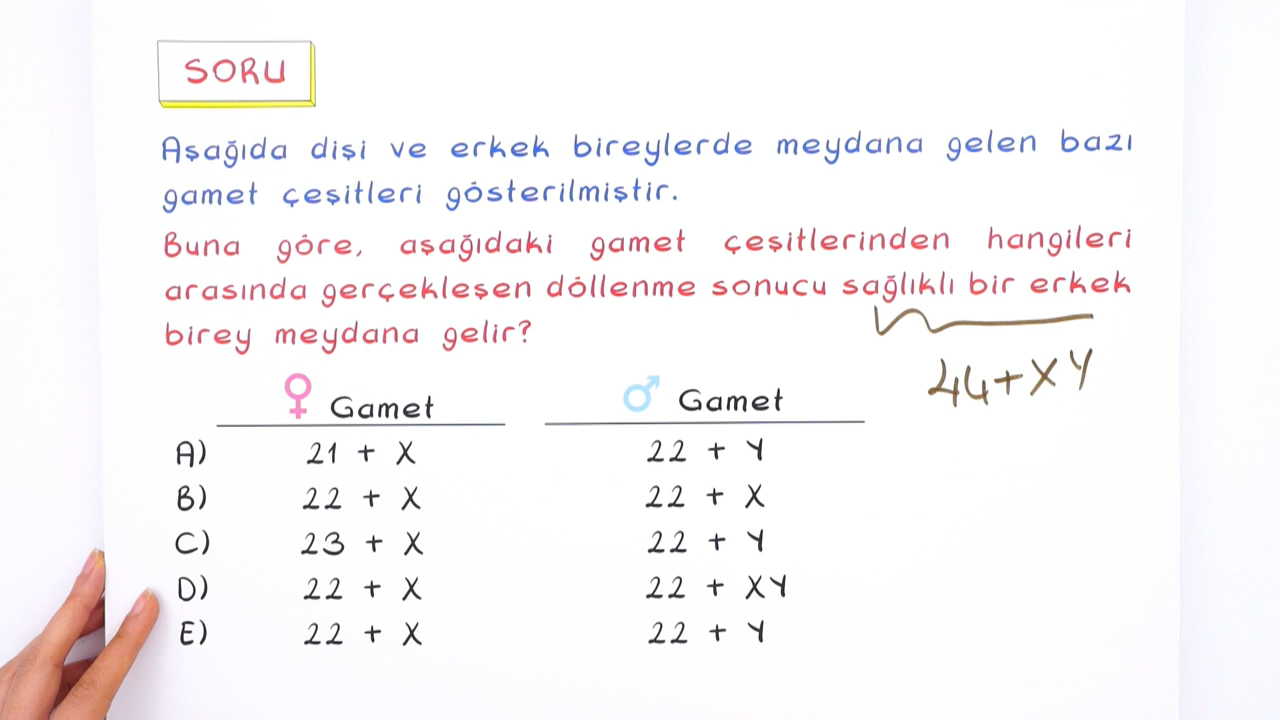 SORU
Aşağıda dişi ve erkek bireylerde meydana gelen bazı
gamet çeşitleri gösterilmiştir.
Buna göre, aşağıdaki gamet çeşitlerinden hangileri
arasında gerçekleşen döllenme sonucu sağlıklı bir erkek
birey meydana gelir?
44+XY
♀ Gamet ♂ Gamet
A) 21 + X 22 + Y
B) 22 + X 22 + X
C) 23 + X 22 + Y
D) 22 + X 22 + XY
E) 22 + X 22 + Y